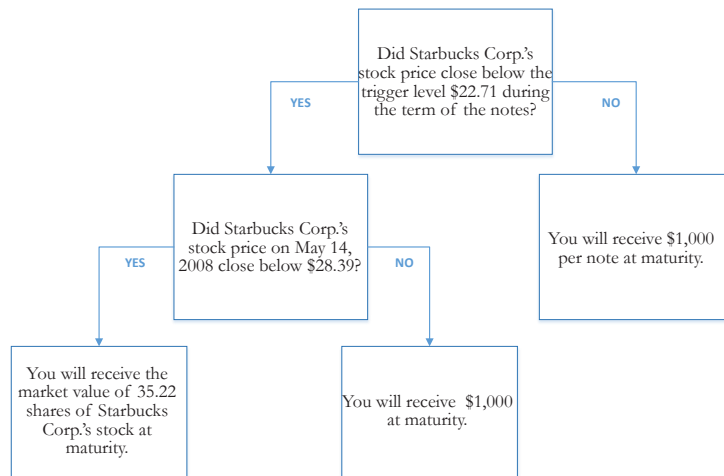 Did Starbucks Corp.'s
stock price close below the
trigger level $22.71 during
the term of the notes?
YES
NO
Did Starbucks Corp.'s
stock price on May 14,
2008 close below $28.39?
You will receive $1,000
per note at maturity.
YES
NO
You will receive the
market value of 35.22
shares of Starbucks
Corp.'s stock at
maturity.
You will receive $1,000
at maturity.